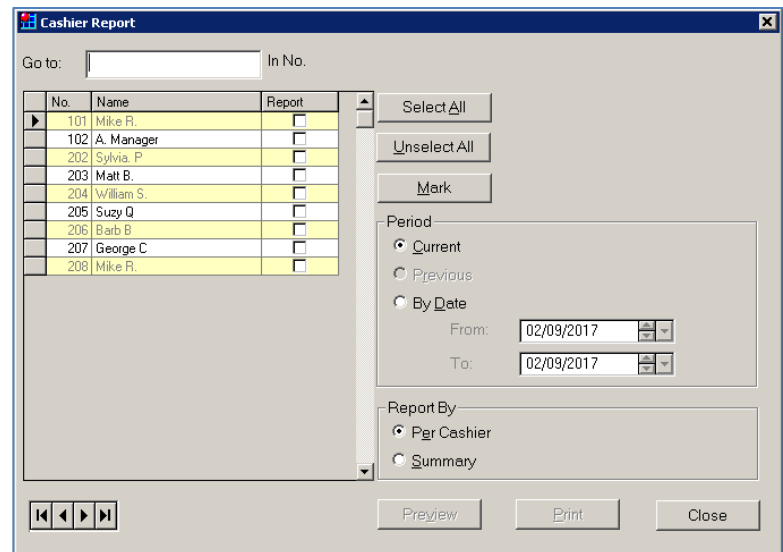 Cashier Report
Go to: In No.
No. Name Report
101 Mike R.
102 A. Manager
202 Sylvia. P
203 Matt B.
204 William S.
205 Suzy Q
206 Barb B
207 George C
208 Mike R.
Select All
Unselect All
Mark
Period
Current
Previous
By Date
From: 02/09/2017
To: 02/09/2017
Report By
Per Cashier
Summary
Preview Print Close